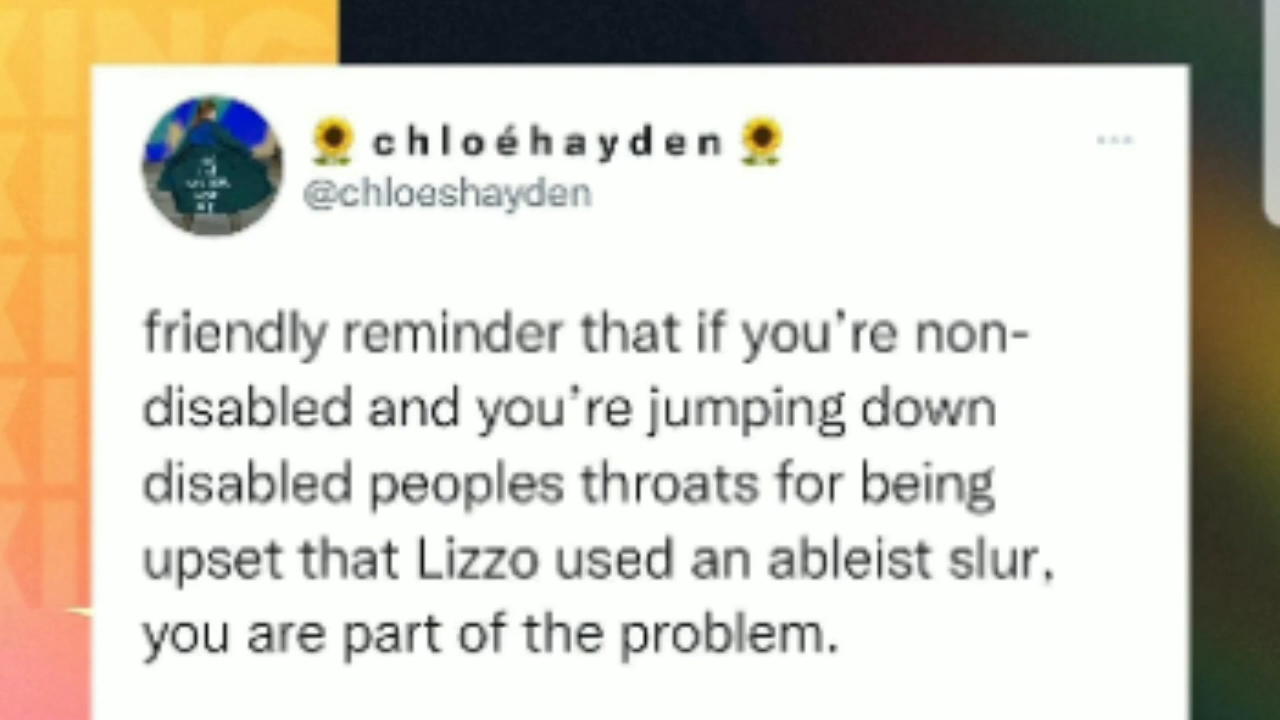 🌻 chloéhayden 🌻
@chloeshayden
friendly reminder that if you’re non-
disabled and you’re jumping down
disabled peoples throats for being
upset that Lizzo used an ableist slur,
you are part of the problem.